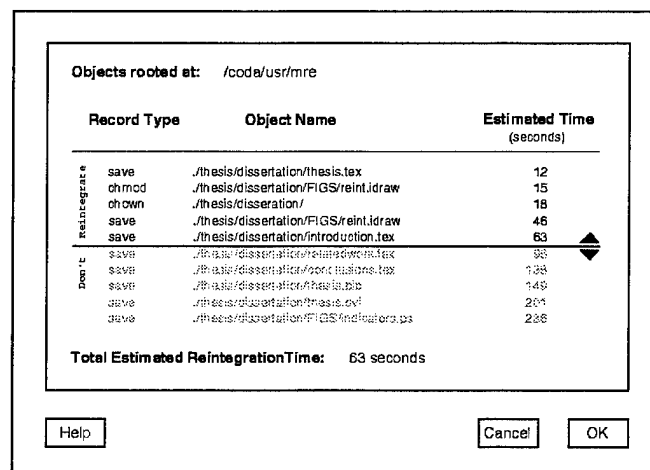 Objects rooted at: /coda/usr/mre
Record Type Object Name Estimated Time
(seconds)
Reintegrate
save ./thesis/dissertation/thesis.tex 12
chmod ./thesis/dissertation/FIGS/reint.idraw 15
chown ./thesis/disseration/ 18
save ./thesis/dissertation/FIGS/reint.idraw 46
save ./thesis/dissertation/introduction.tex 63
Don't
save ./thesis/dissertation/relatedwork.tex 98
save ./thesis/dissertation/conclusions.tex 138
save ./thesis/dissertation/thesis.bib 149
save ./thesis/dissertation/thesis.dvi 201
save ./thesis/dissertation/FIGS/indicators.ps
Total Estimated ReintegrationTime: 63 seconds
Help Cancel OK